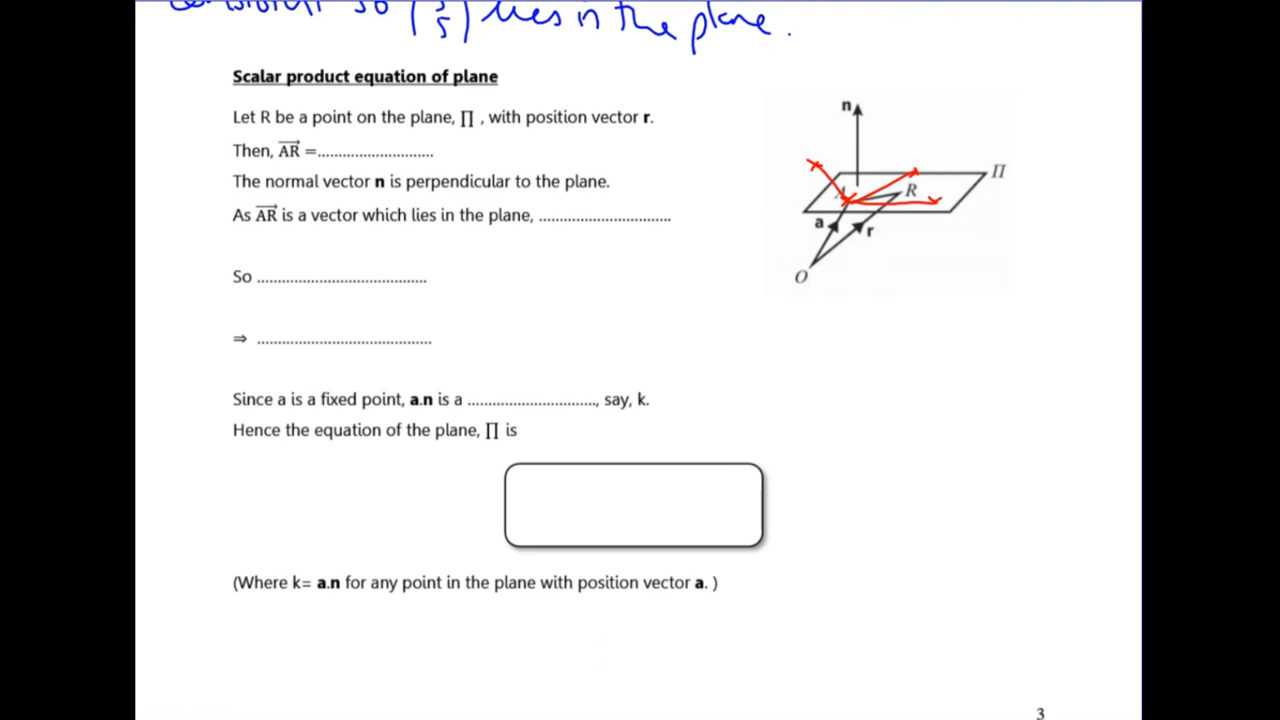 so (3 5) lies in the plane.
Scalar product equation of plane
Let R be a point on the plane, ∏ , with position vector r.
Then, AR⃗ =............................
The normal vector n is perpendicular to the plane.
As AR⃗ is a vector which lies in the plane, ................................
So .........................................
⇒ ..........................................
Since a is a fixed point, a.n is a ..............................., say, k.
Hence the equation of the plane, ∏ is
(Where k= a.n for any point in the plane with position vector a. )
n
Π
A
R
a
r
O
3